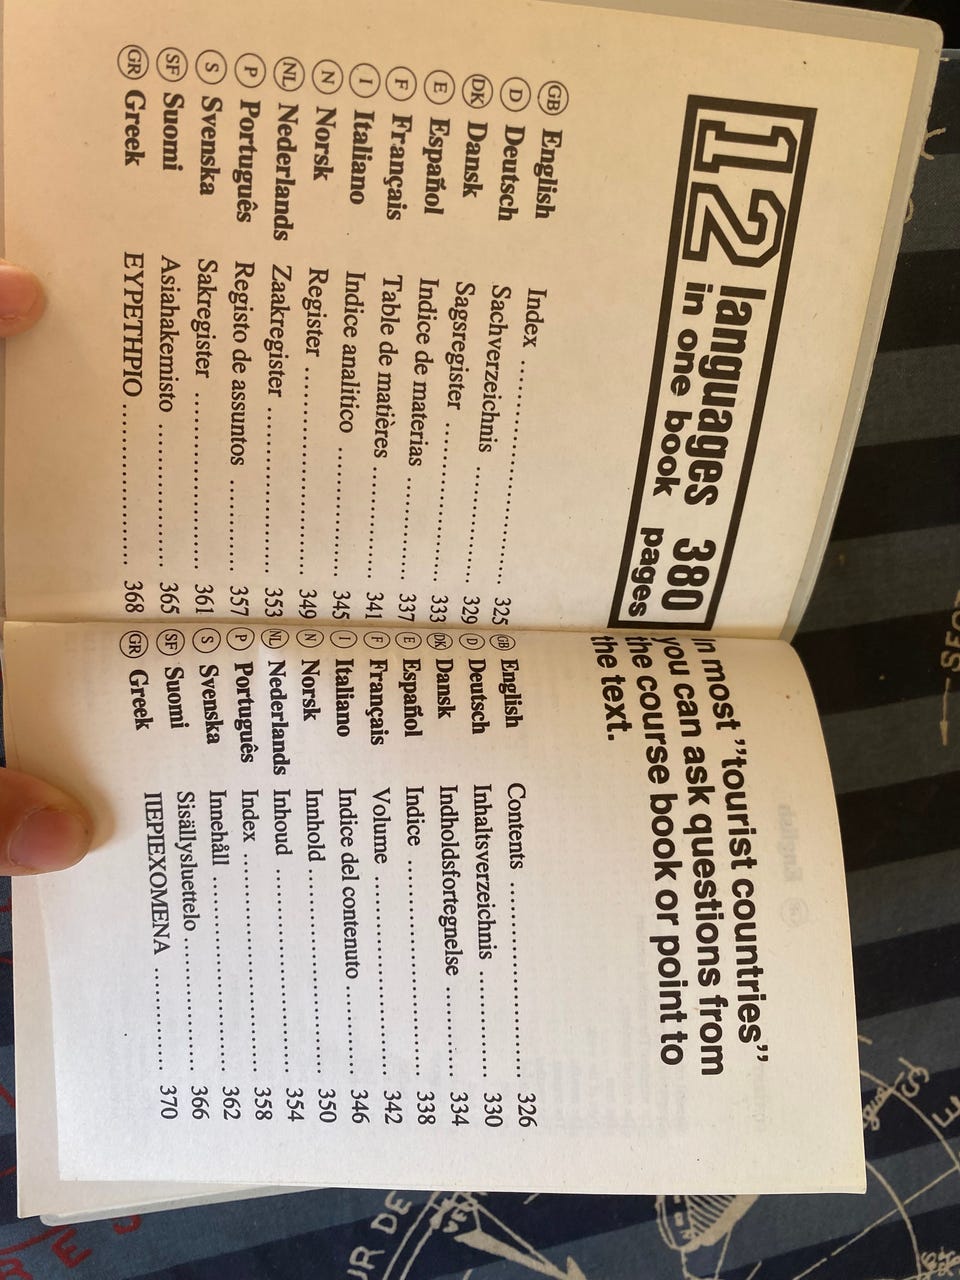 12 languages 380
in one book pages
GB English Index .......... 325
D Deutsch Sachverzeichnis .......... 329
DK Dansk Sagsregister .......... 333
E Español Indice de materias .......... 337
F Français Table de matières .......... 341
I Italiano Indice analitico .......... 345
N Norsk Register .......... 349
NL Nederlands Zaakregister .......... 353
P Português Registo de assuntos .......... 357
S Svenska Sakregister .......... 361
SF Suomi Asiahakemisto .......... 365
GR Greek ΕΥΡΕΤΗΡΙΟ .......... 368
In most ”tourist countries”
you can ask questions from
the course book or point to
the text.
GB English Contents .......... 326
D Deutsch Inhaltsverzeichnis .......... 330
DK Dansk Indholdsfortegnelse .......... 334
E Español Indice .......... 338
F Français Volume .......... 342
I Italiano Indice del contenuto .......... 346
N Norsk Innhold .......... 350
NL Nederlands Inhoud .......... 354
P Português Index .......... 358
S Svenska Innehåll .......... 362
SF Suomi Sisällysluettelo .......... 366
GR Greek ΠΕΡΙΕΧΟΜΕΝΑ .......... 370